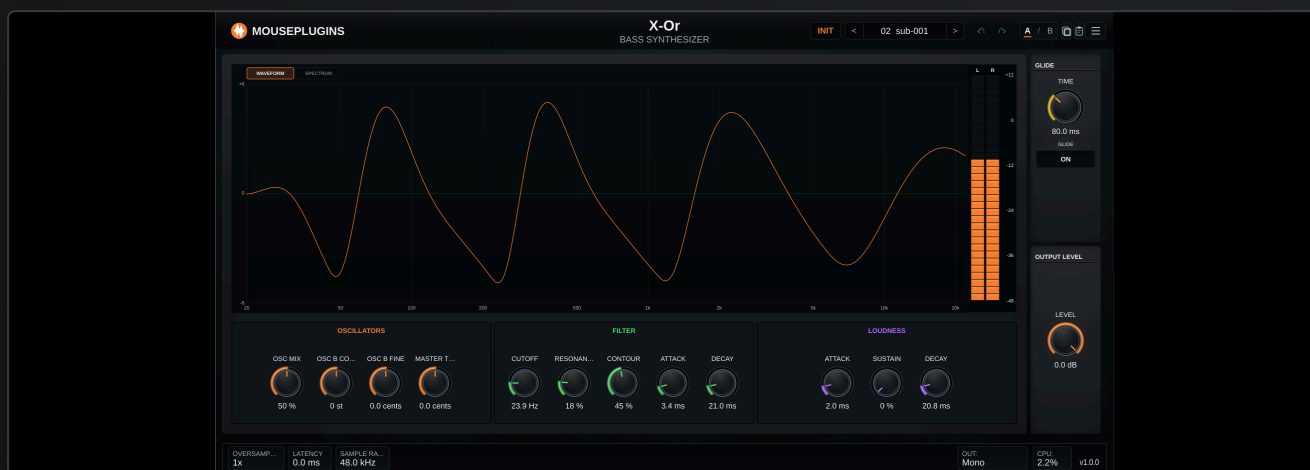 MOUSEPLUGINS
X-Or
BASS SYNTHESIZER
INIT < 02 sub-001 > A / B
WAVEFORM SPECTRUM
L R
+6
0
-6
20 50 100 200 500 1k 2k 5k 10k 20k
+12
0
-12
-24
-36
-48
GLIDE
TIME
80.0 ms
GLIDE
ON
OUTPUT LEVEL
LEVEL
0.0 dB
OSCILLATORS
OSC MIX OSC B CO... OSC B FINE MASTER T...
50 % 0 st 0.0 cents 0.0 cents
FILTER
CUTOFF RESONAN... CONTOUR ATTACK DECAY
23.9 Hz 18 % 45 % 3.4 ms 21.0 ms
LOUDNESS
ATTACK SUSTAIN DECAY
2.0 ms 0 % 20.8 ms
OVERSAMP... LATENCY SAMPLE RA... OUT: CPU:
1x 0.0 ms 48.0 kHz Mono 2.2% v1.0.0